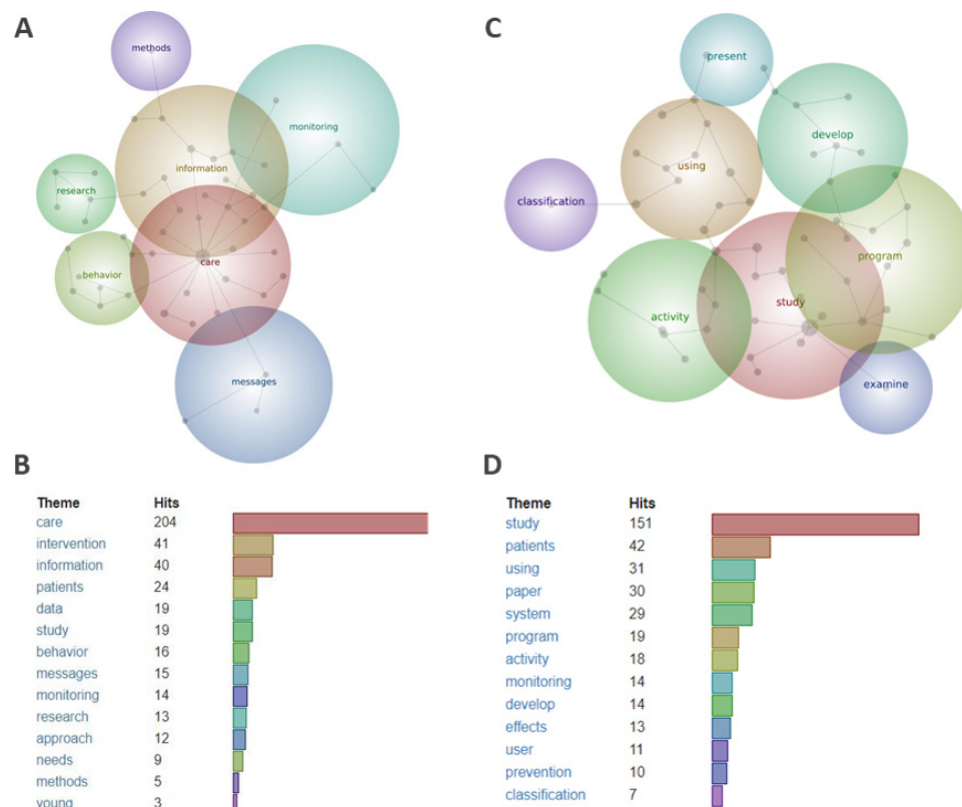 A
methods
monitoring
information
research
care
behavior
messages
C
present
develop
using
classification
program
study
activity
examine
B
Theme Hits
care 204
intervention 41
information 40
patients 24
data 19
study 19
behavior 16
messages 15
monitoring 14
research 13
approach 12
needs 9
methods 5
young 3
D
Theme Hits
study 151
patients 42
using 31
paper 30
system 29
program 19
activity 18
monitoring 14
develop 14
effects 13
user 11
prevention 10
classification 7